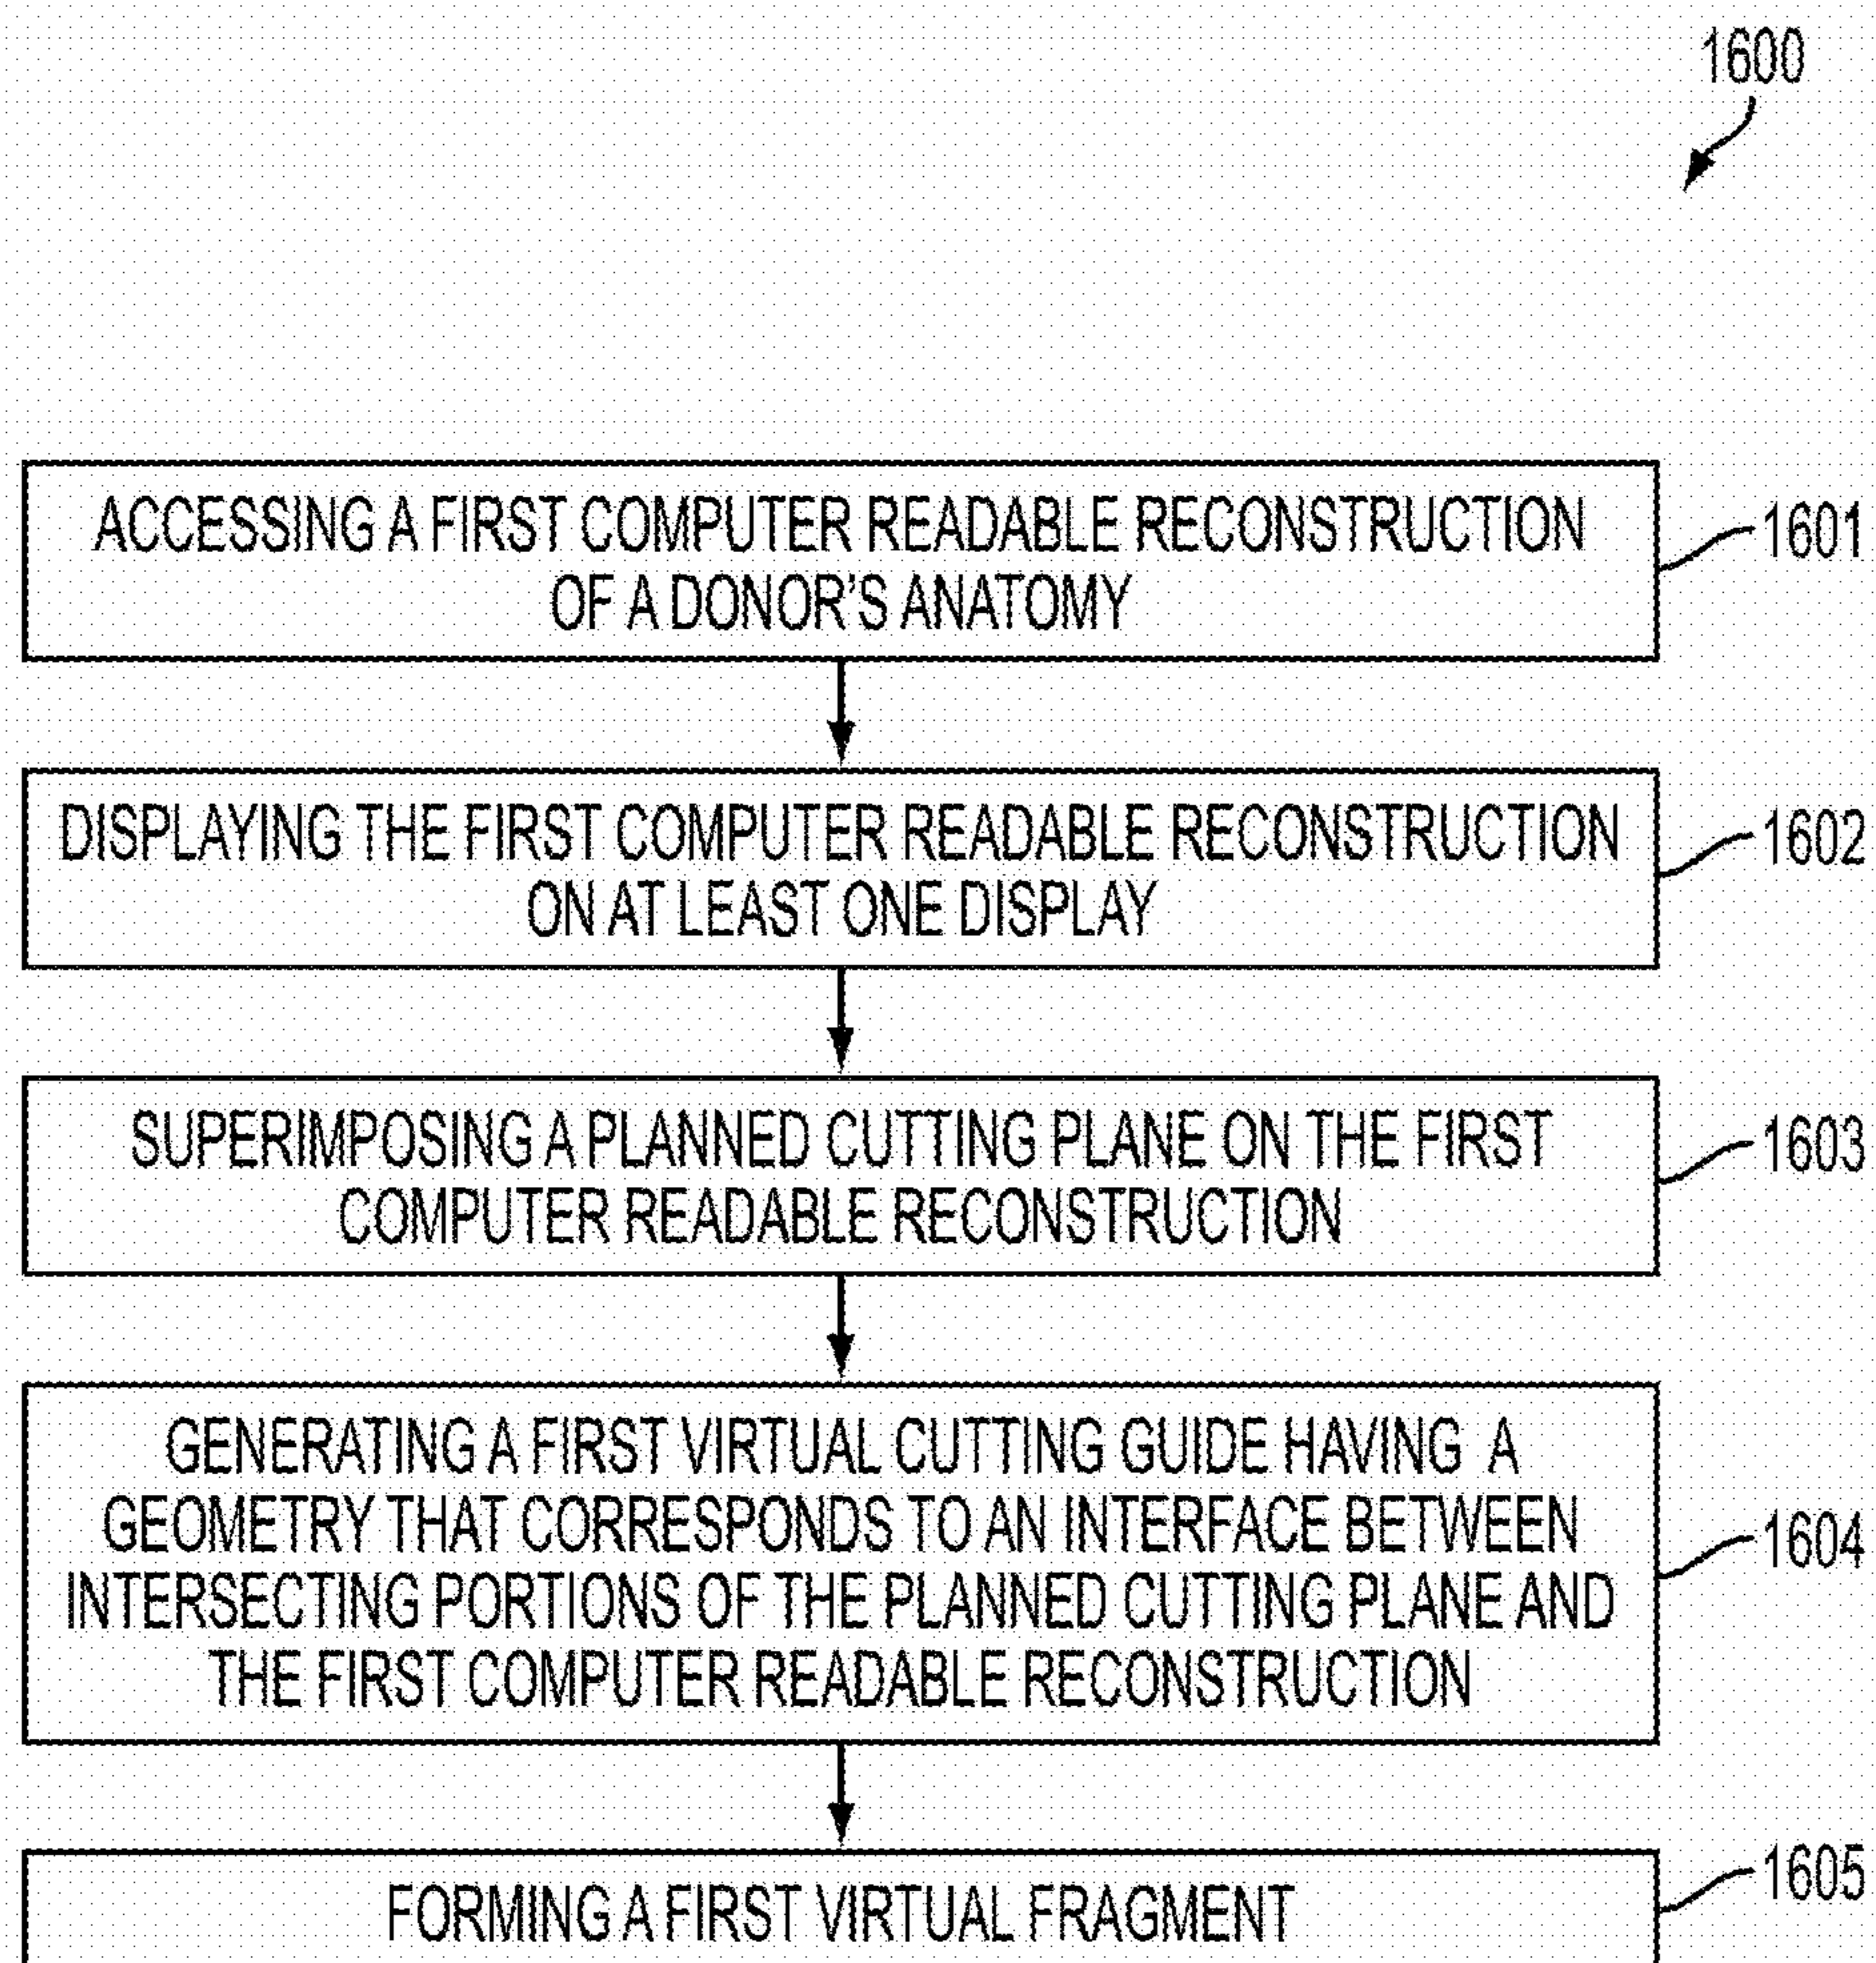 1600
ACCESSING A FIRST COMPUTER READABLE RECONSTRUCTION
OF A DONOR'S ANATOMY
1601
DISPLAYING THE FIRST COMPUTER READABLE RECONSTRUCTION
ON AT LEAST ONE DISPLAY
1602
SUPERIMPOSING A PLANNED CUTTING PLANE ON THE FIRST
COMPUTER READABLE RECONSTRUCTION
1603
GENERATING A FIRST VIRTUAL CUTTING GUIDE HAVING A
GEOMETRY THAT CORRESPONDS TO AN INTERFACE BETWEEN
INTERSECTING PORTIONS OF THE PLANNED CUTTING PLANE AND
THE FIRST COMPUTER READABLE RECONSTRUCTION
1604
FORMING A FIRST VIRTUAL FRAGMENT
1605